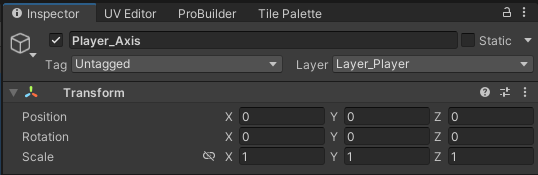 Inspector UV Editor ProBuilder Tile Palette
Player_Axis Static
Tag Untagged Layer Layer_Player
Transform
Position X 0 Y 0 Z 0
Rotation X 0 Y 0 Z 0
Scale X 1 Y 1 Z 1